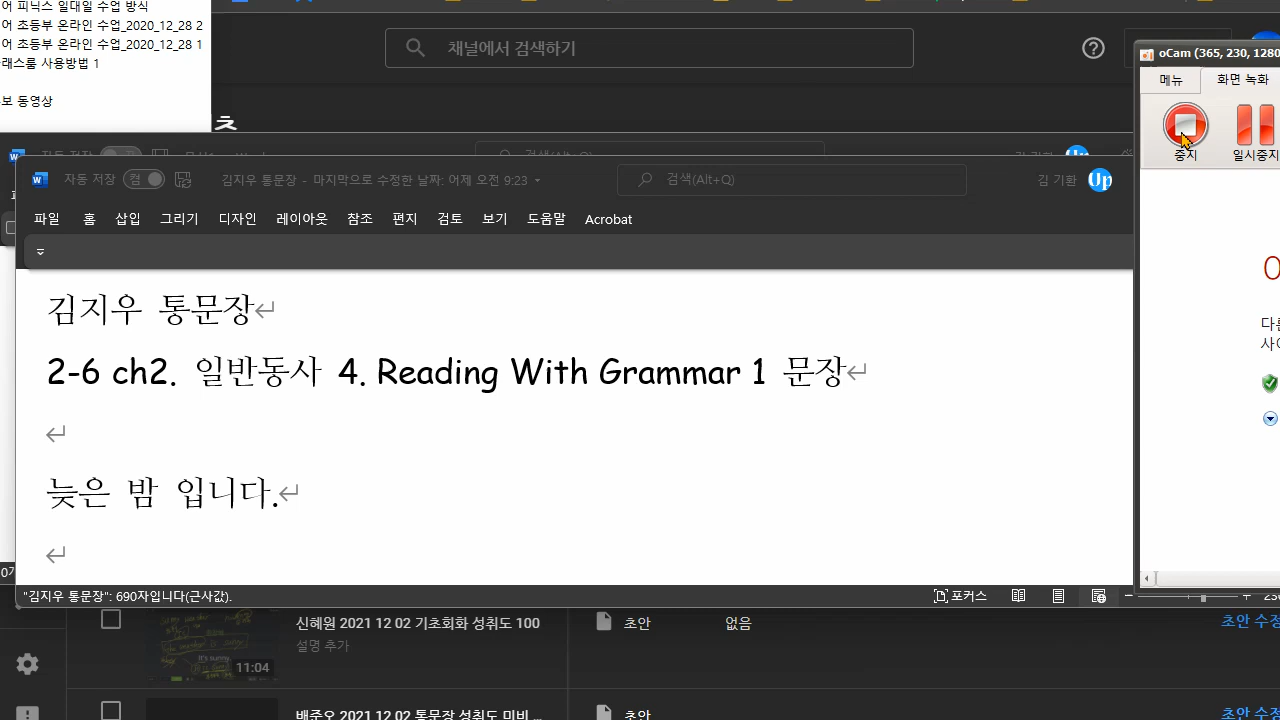 어 피닉스 일대일 수업 방식
어 초등부 온라인 수업_2020_12_28 2
어 초등부 온라인 수업_2020_12_28 1
래스룸 사용방법 1
보 동영상
채널에서 검색하기
oCam (365, 230, 1280
메뉴 화면 녹화
중지 일시중지
자동 저장 켬 김지우 통문장 - 마지막으로 수정한 날짜: 어제 오전 9:23 검색(Alt+Q) 김 기환 Up
파일 홈 삽입 그리기 디자인 레이아웃 참조 편지 검토 보기 도움말 Acrobat
김지우 통문장
2-6 ch2. 일반동사 4. Reading With Grammar 1 문장
늦은 밤 입니다.
"김지우 통문장": 690자입니다(근사값). 포커스
신혜원 2021 12 02 기초회화 성취도 100 초안 없음 초안 수정
설명 추가
11:04
배준오 2021 12 02 통문장 성취도 미비 ... 초안 초안 수정